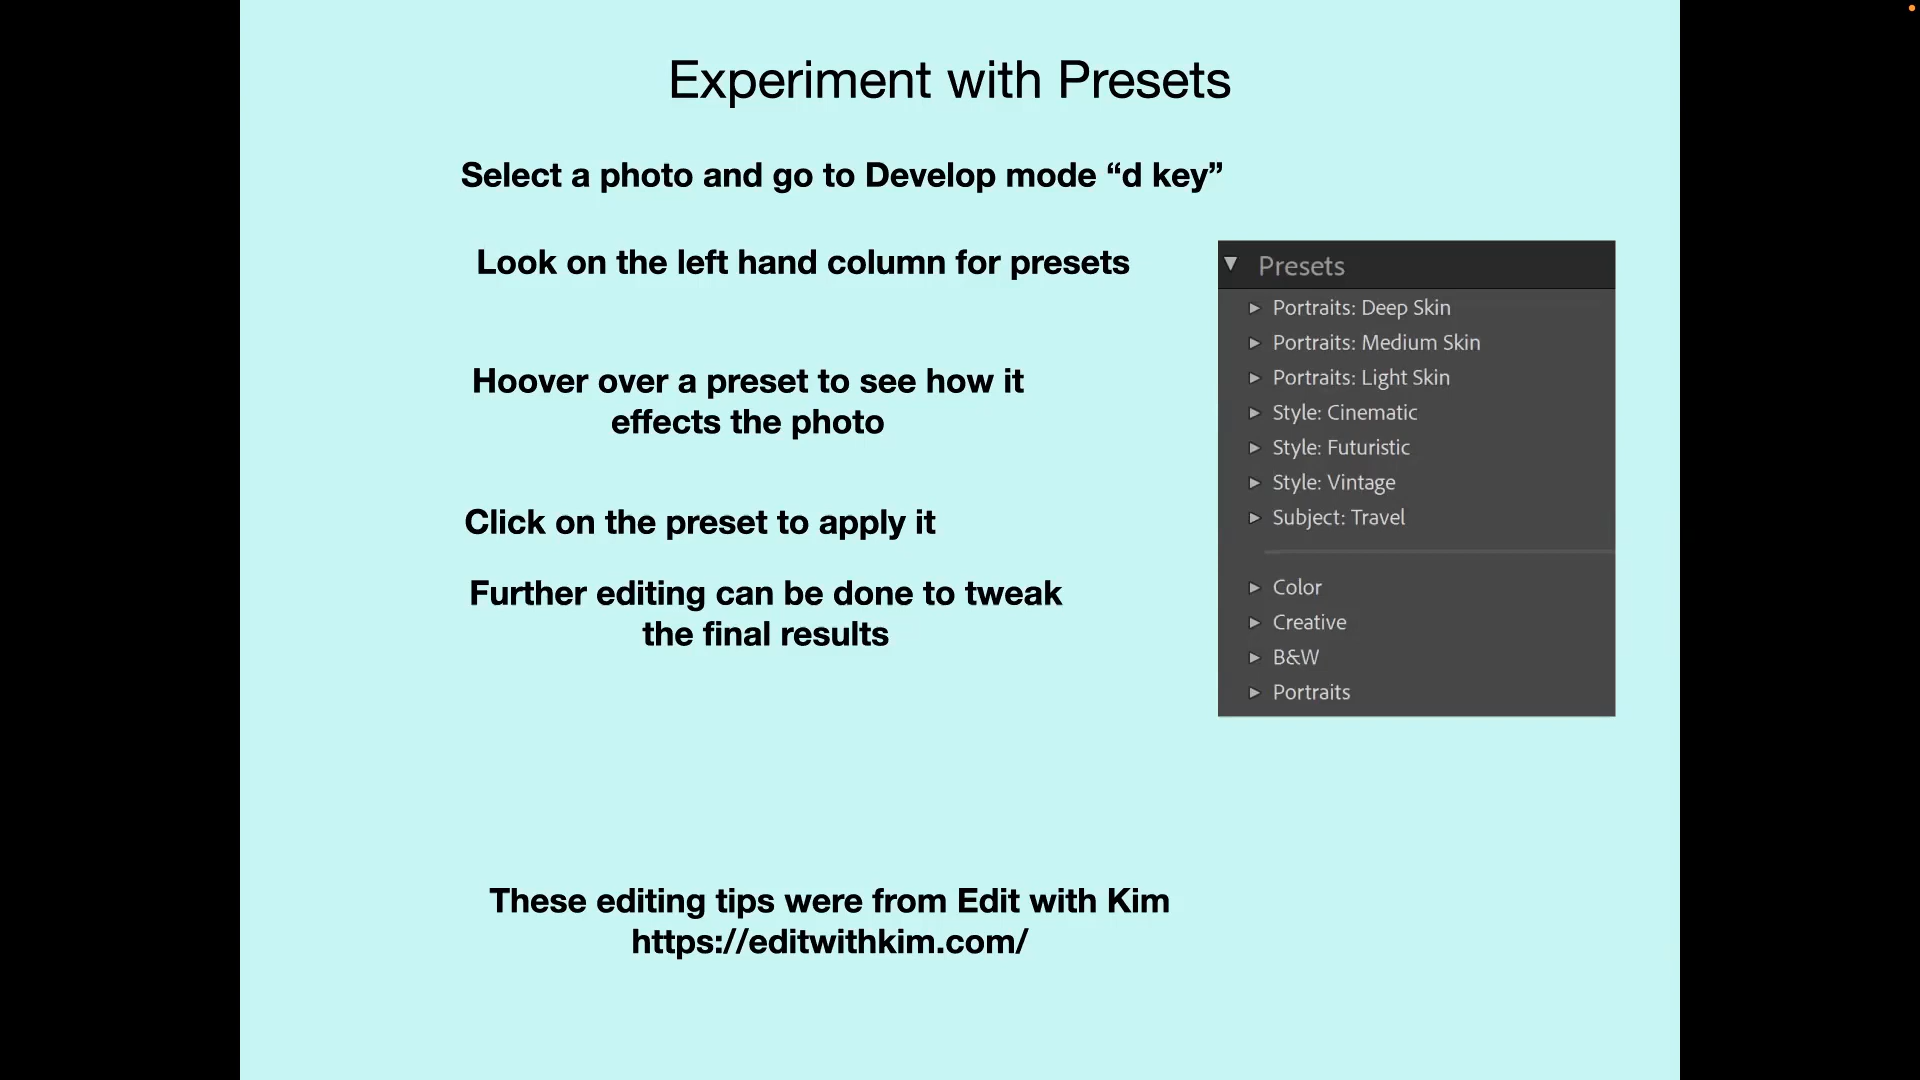 Experiment with Presets
Select a photo and go to Develop mode “d key”
Look on the left hand column for presets
Hoover over a preset to see how it
effects the photo
Click on the preset to apply it
Further editing can be done to tweak
the final results
Presets
Portraits: Deep Skin
Portraits: Medium Skin
Portraits: Light Skin
Style: Cinematic
Style: Futuristic
Style: Vintage
Subject: Travel
Color
Creative
B&W
Portraits
These editing tips were from Edit with Kim
https://editwithkim.com/